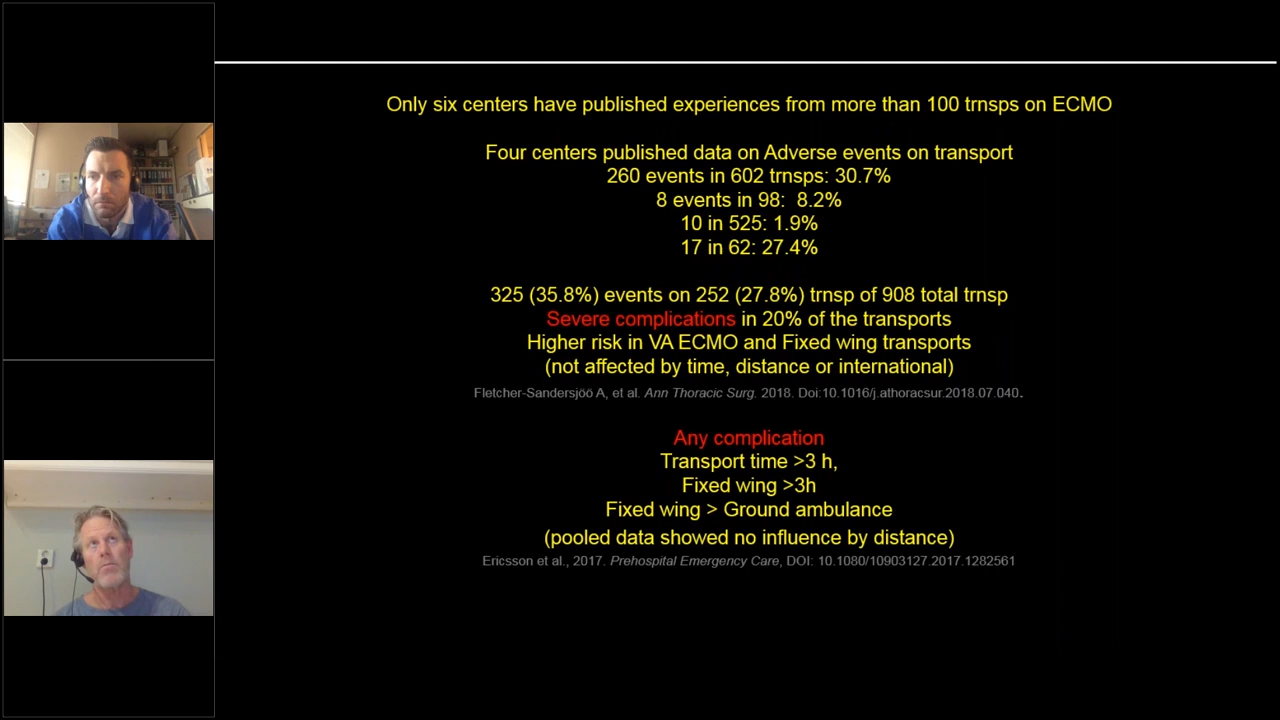 Only six centers have published experiences from more than 100 trnsps on ECMO
Four centers published data on Adverse events on transport
260 events in 602 trnsps: 30.7%
8 events in 98: 8.2%
10 in 525: 1.9%
17 in 62: 27.4%
325 (35.8%) events on 252 (27.8%) trnsp of 908 total trnsp
Severe complications in 20% of the transports
Higher risk in VA ECMO and Fixed wing transports
(not affected by time, distance or international)
Fletcher-Sandersjöö A, et al. Ann Thoracic Surg. 2018. Doi:10.1016/j.athoracsur.2018.07.040.
Any complication
Transport time >3 h,
Fixed wing >3h
Fixed wing > Ground ambulance
(pooled data showed no influence by distance)
Ericsson et al., 2017. Prehospital Emergency Care, DOI: 10.1080/10903127.2017.1282561